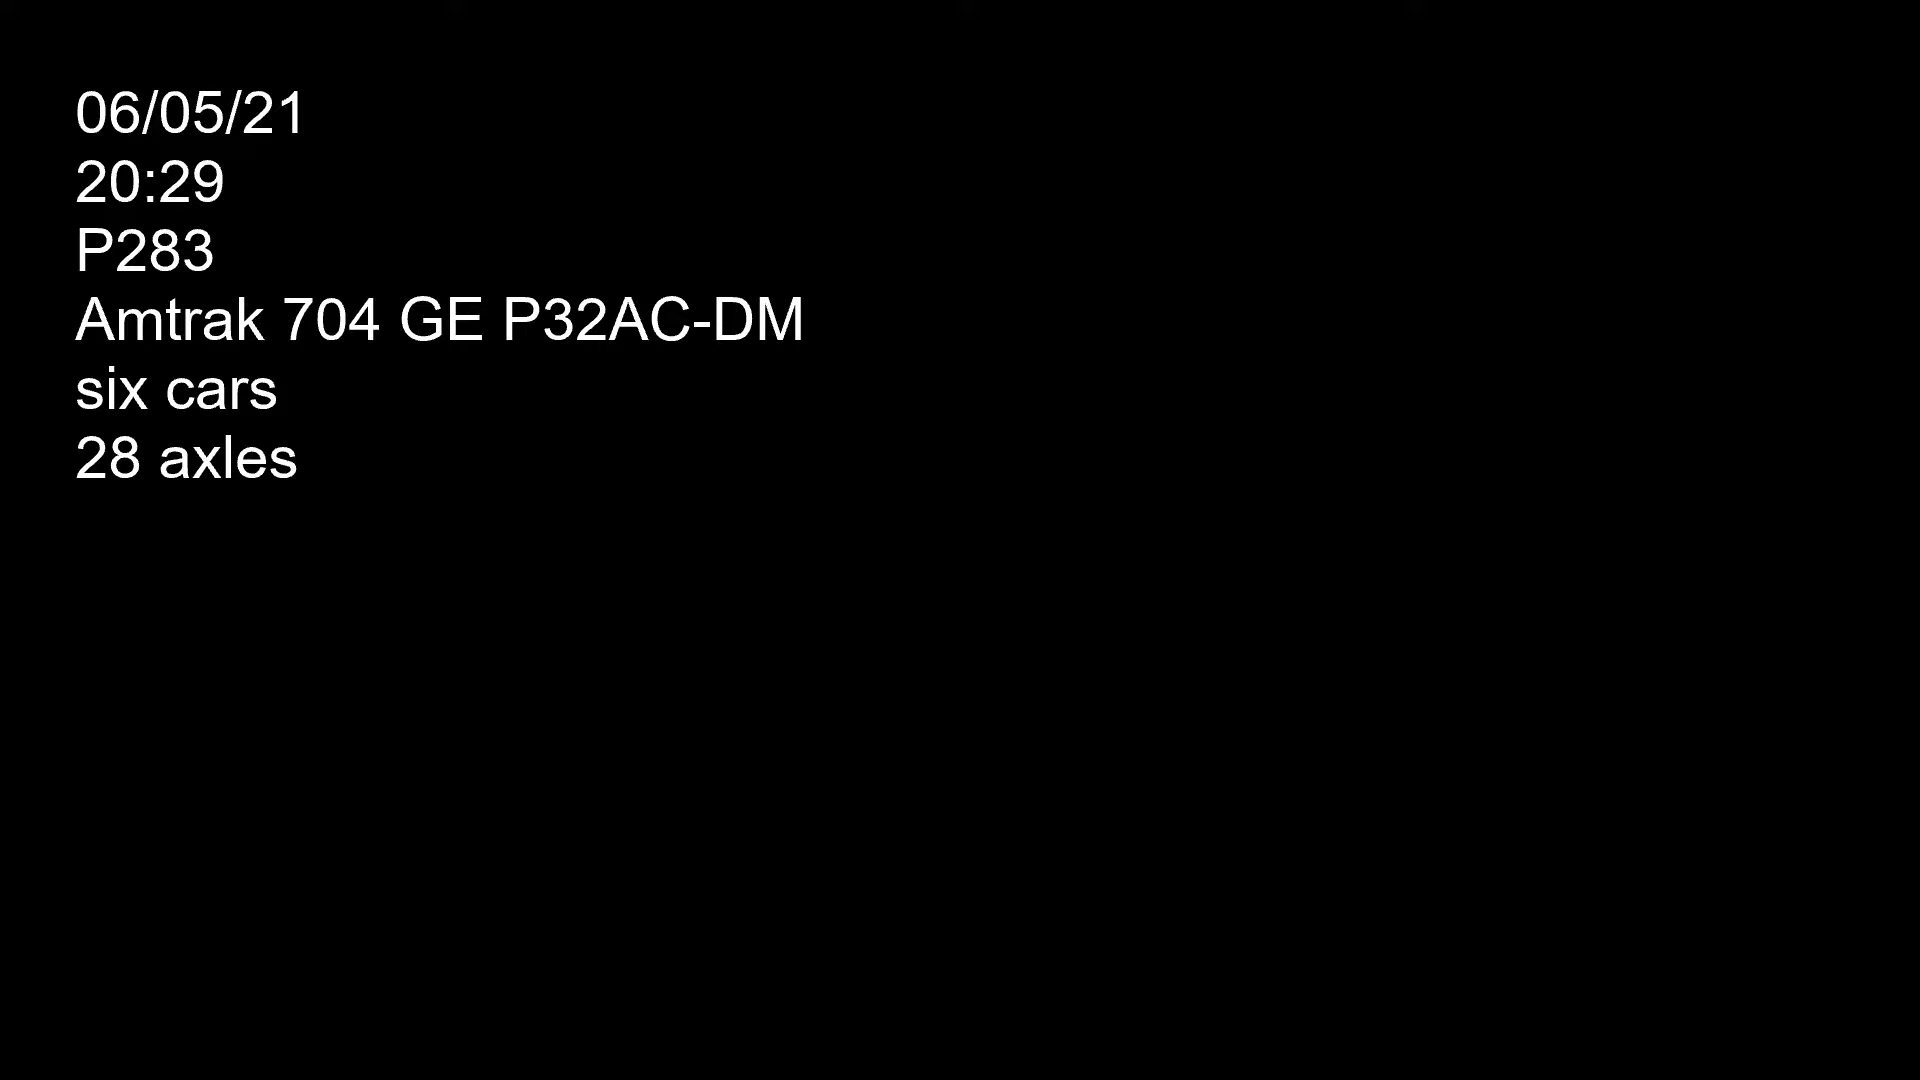 06/05/21
20:29
P283
Amtrak 704 GE P32AC-DM
six cars
28 axles